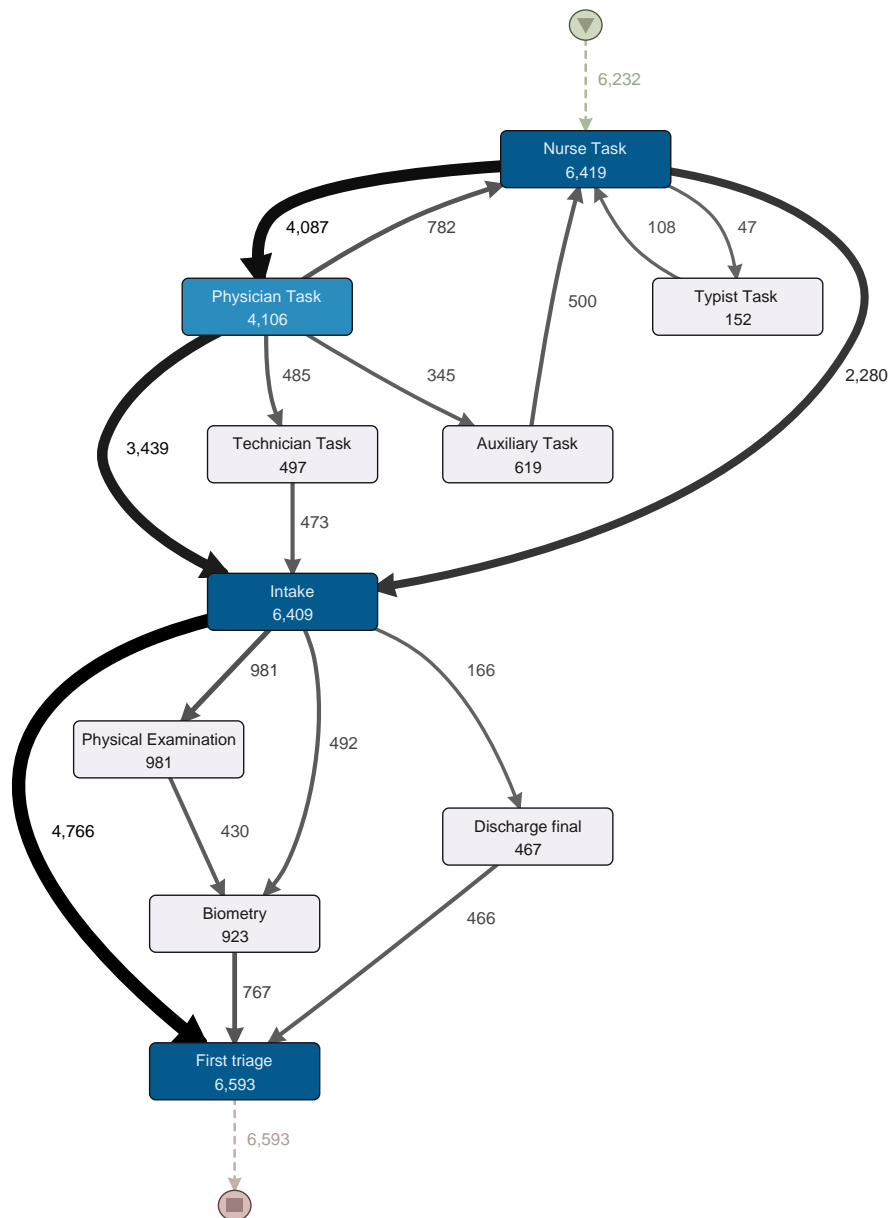 6,232
Nurse Task
6,419
4,087
782
108
47
Physician Task
4,106
Typist Task
152
500
485
345
2,280
3,439
Technician Task
497
Auxiliary Task
619
473
Intake
6,409
981
166
492
Physical Examination
981
4,766
430
Discharge final
467
Biometry
923
466
767
First triage
6,593
6,593